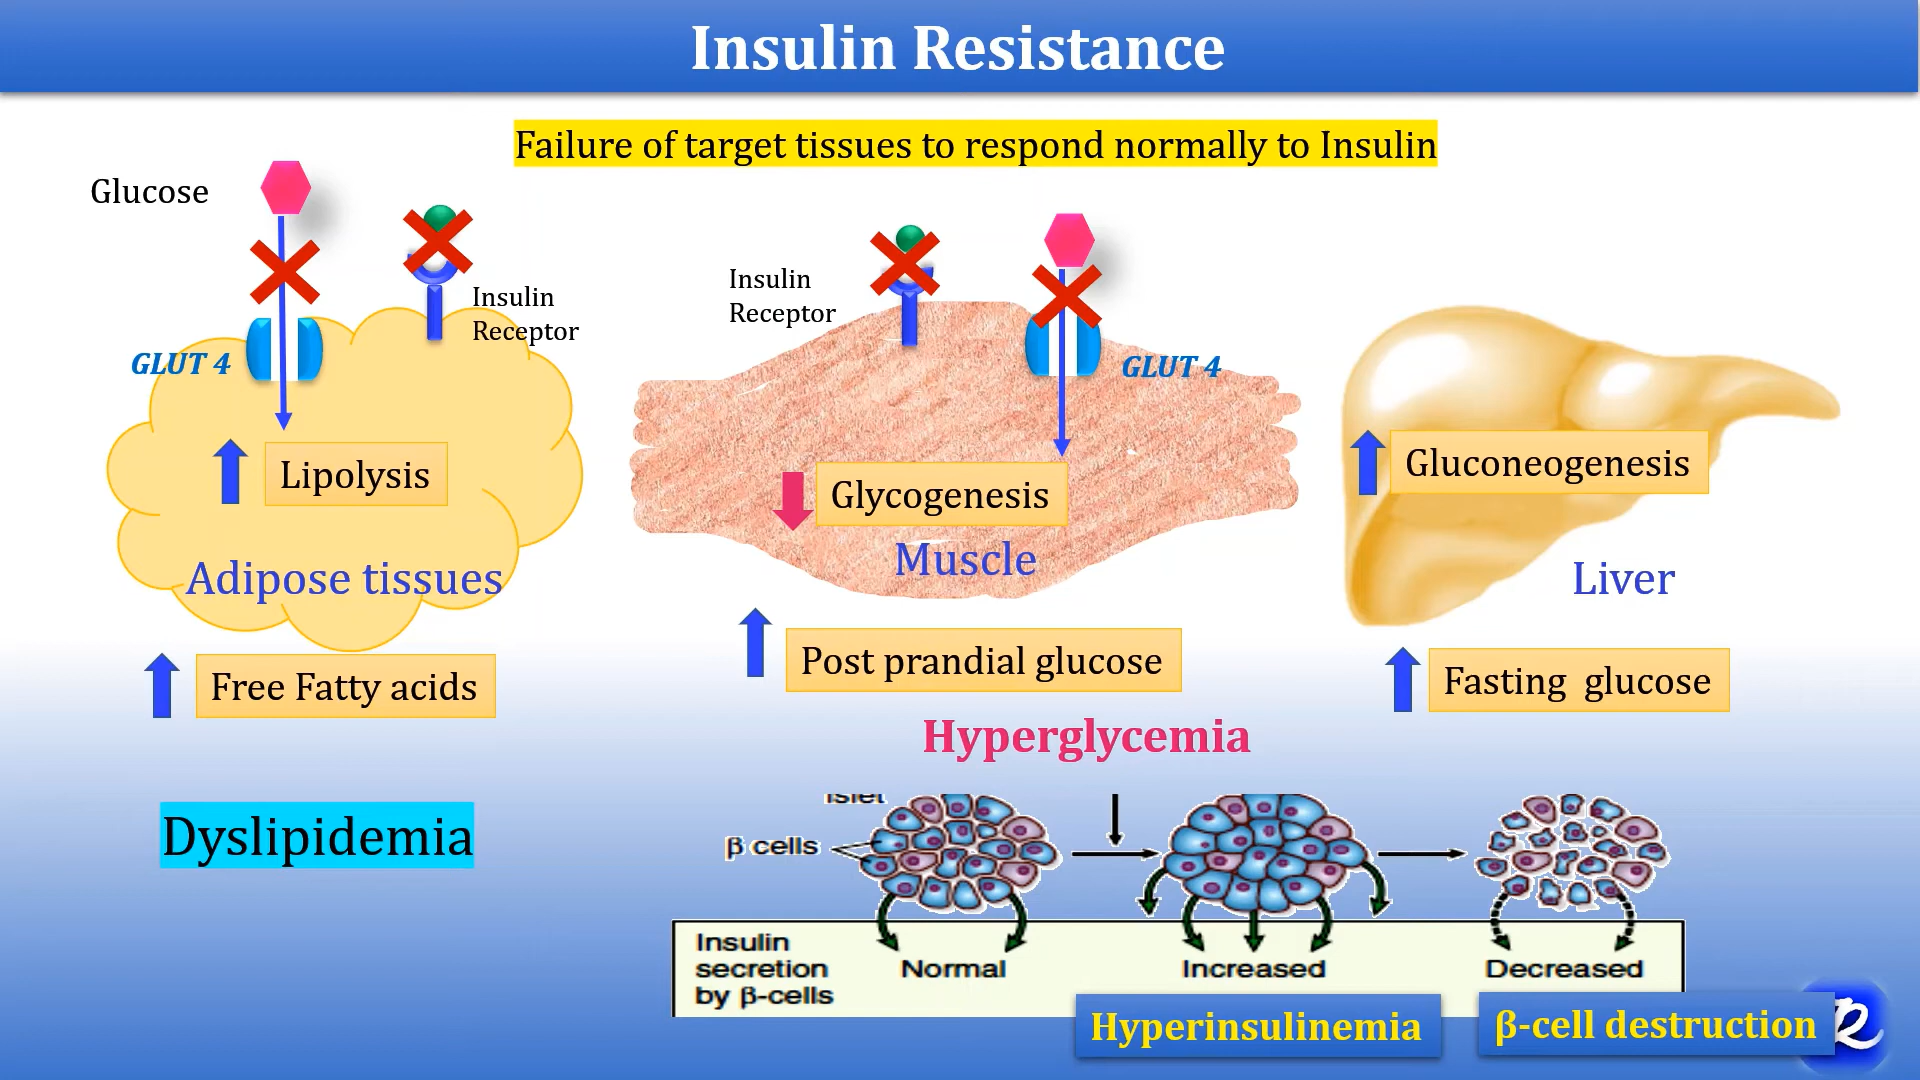 Insulin Resistance
Failure of target tissues to respond normally to Insulin
Glucose
Insulin
Receptor
GLUT 4
Lipolysis
Adipose tissues
Free Fatty acids
Dyslipidemia
Insulin
Receptor
GLUT 4
Glycogenesis
Muscle
Post prandial glucose
Gluconeogenesis
Liver
Fasting glucose
Hyperglycemia
Islet
β cells
Insulin
secretion
by β-cells
Normal
Increased
Decreased
Hyperinsulinemia
β-cell destruction
R